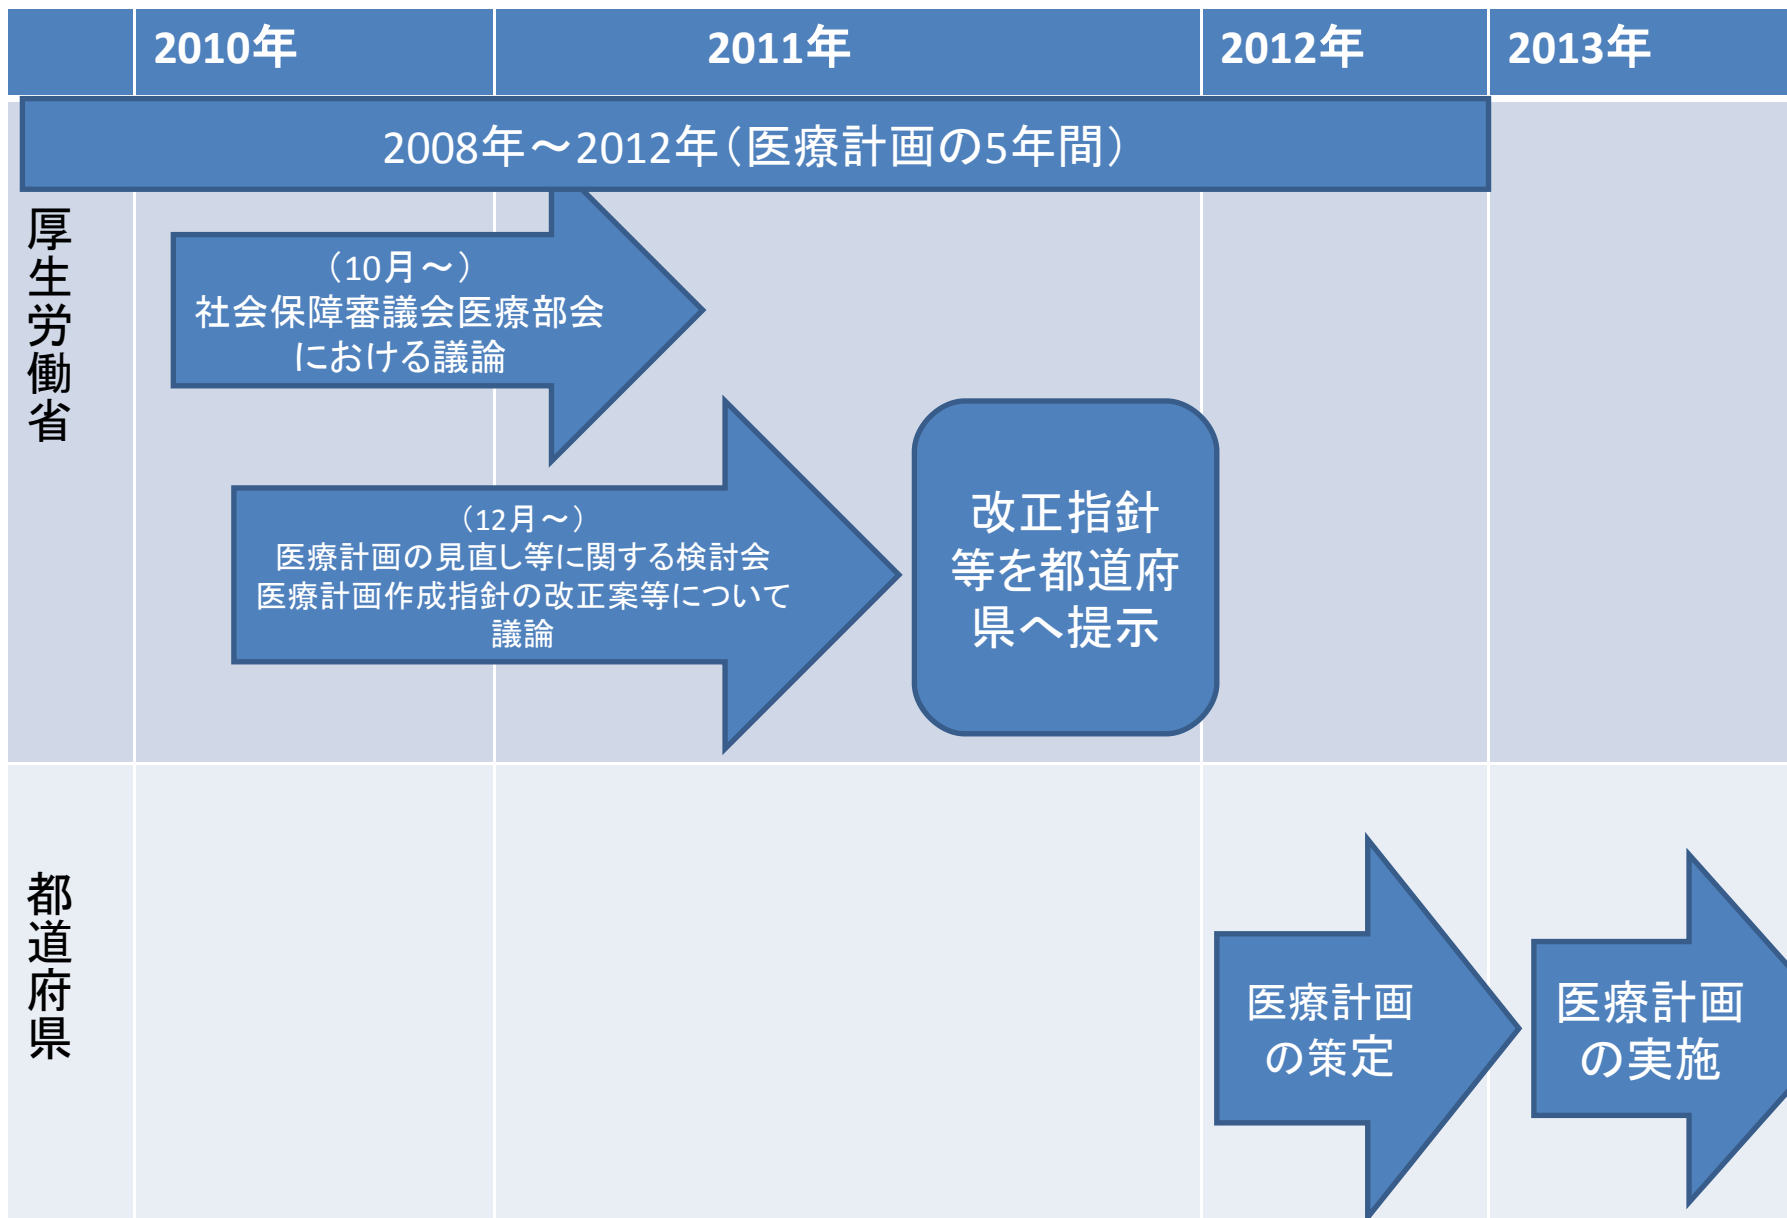 2010年
2011年
2012年
2013年
2008年～2012年（医療計画の5年間）
厚生労働省
（10月～）
社会保障審議会医療部会
における議論
（12月～）
医療計画の見直し等に関する検討会
医療計画作成指針の改正案等について
議論
改正指針
等を都道府
県へ提示
都道府県
医療計画
の策定
医療計画
の実施